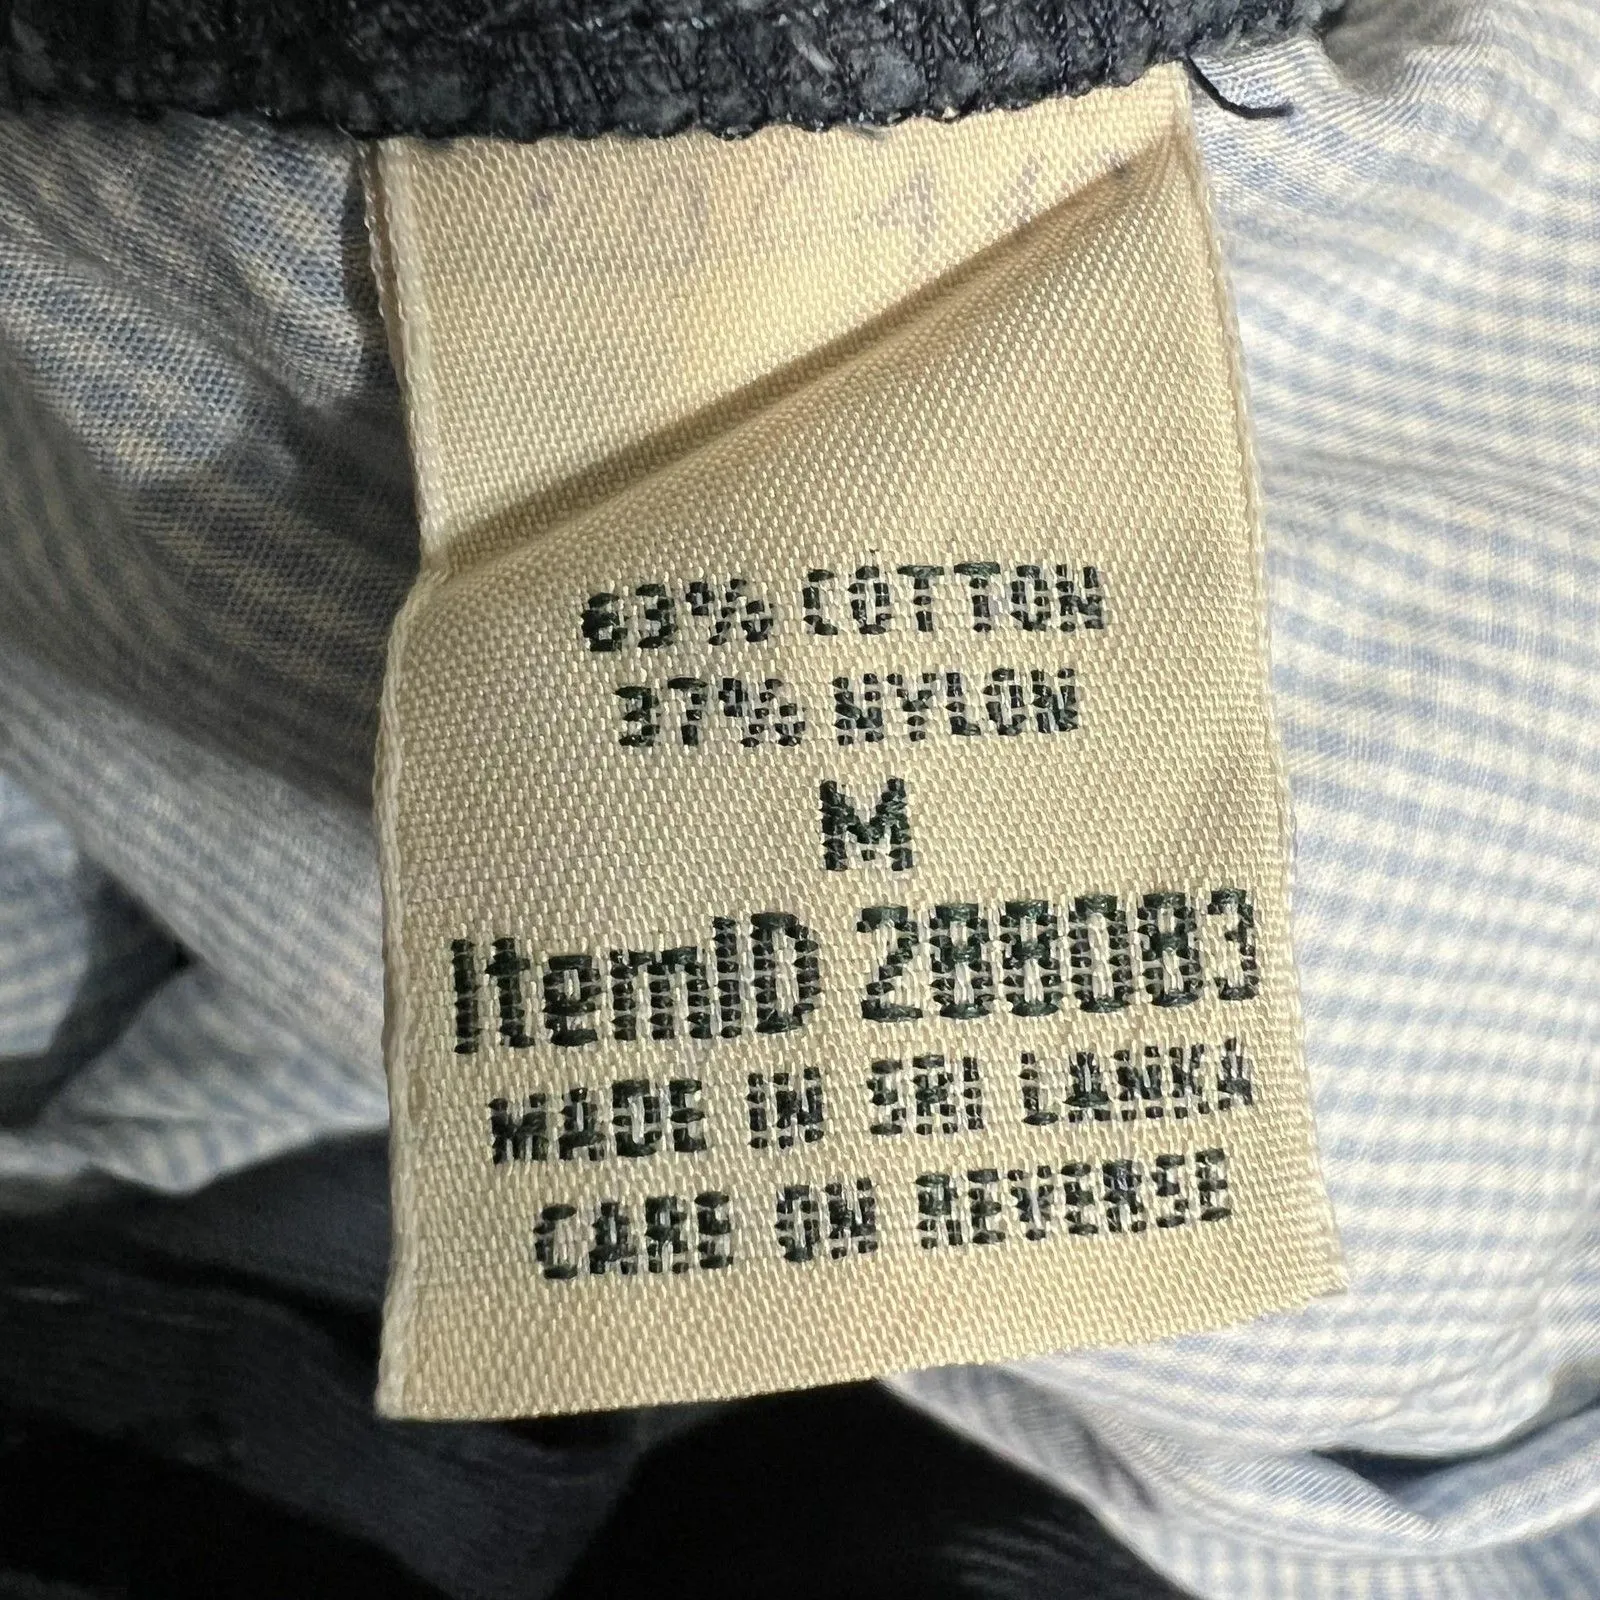 63% COTTON
37% NYLON
M
ItemID 288083
MADE IN SRI LANKA
CARE ON REVERSE